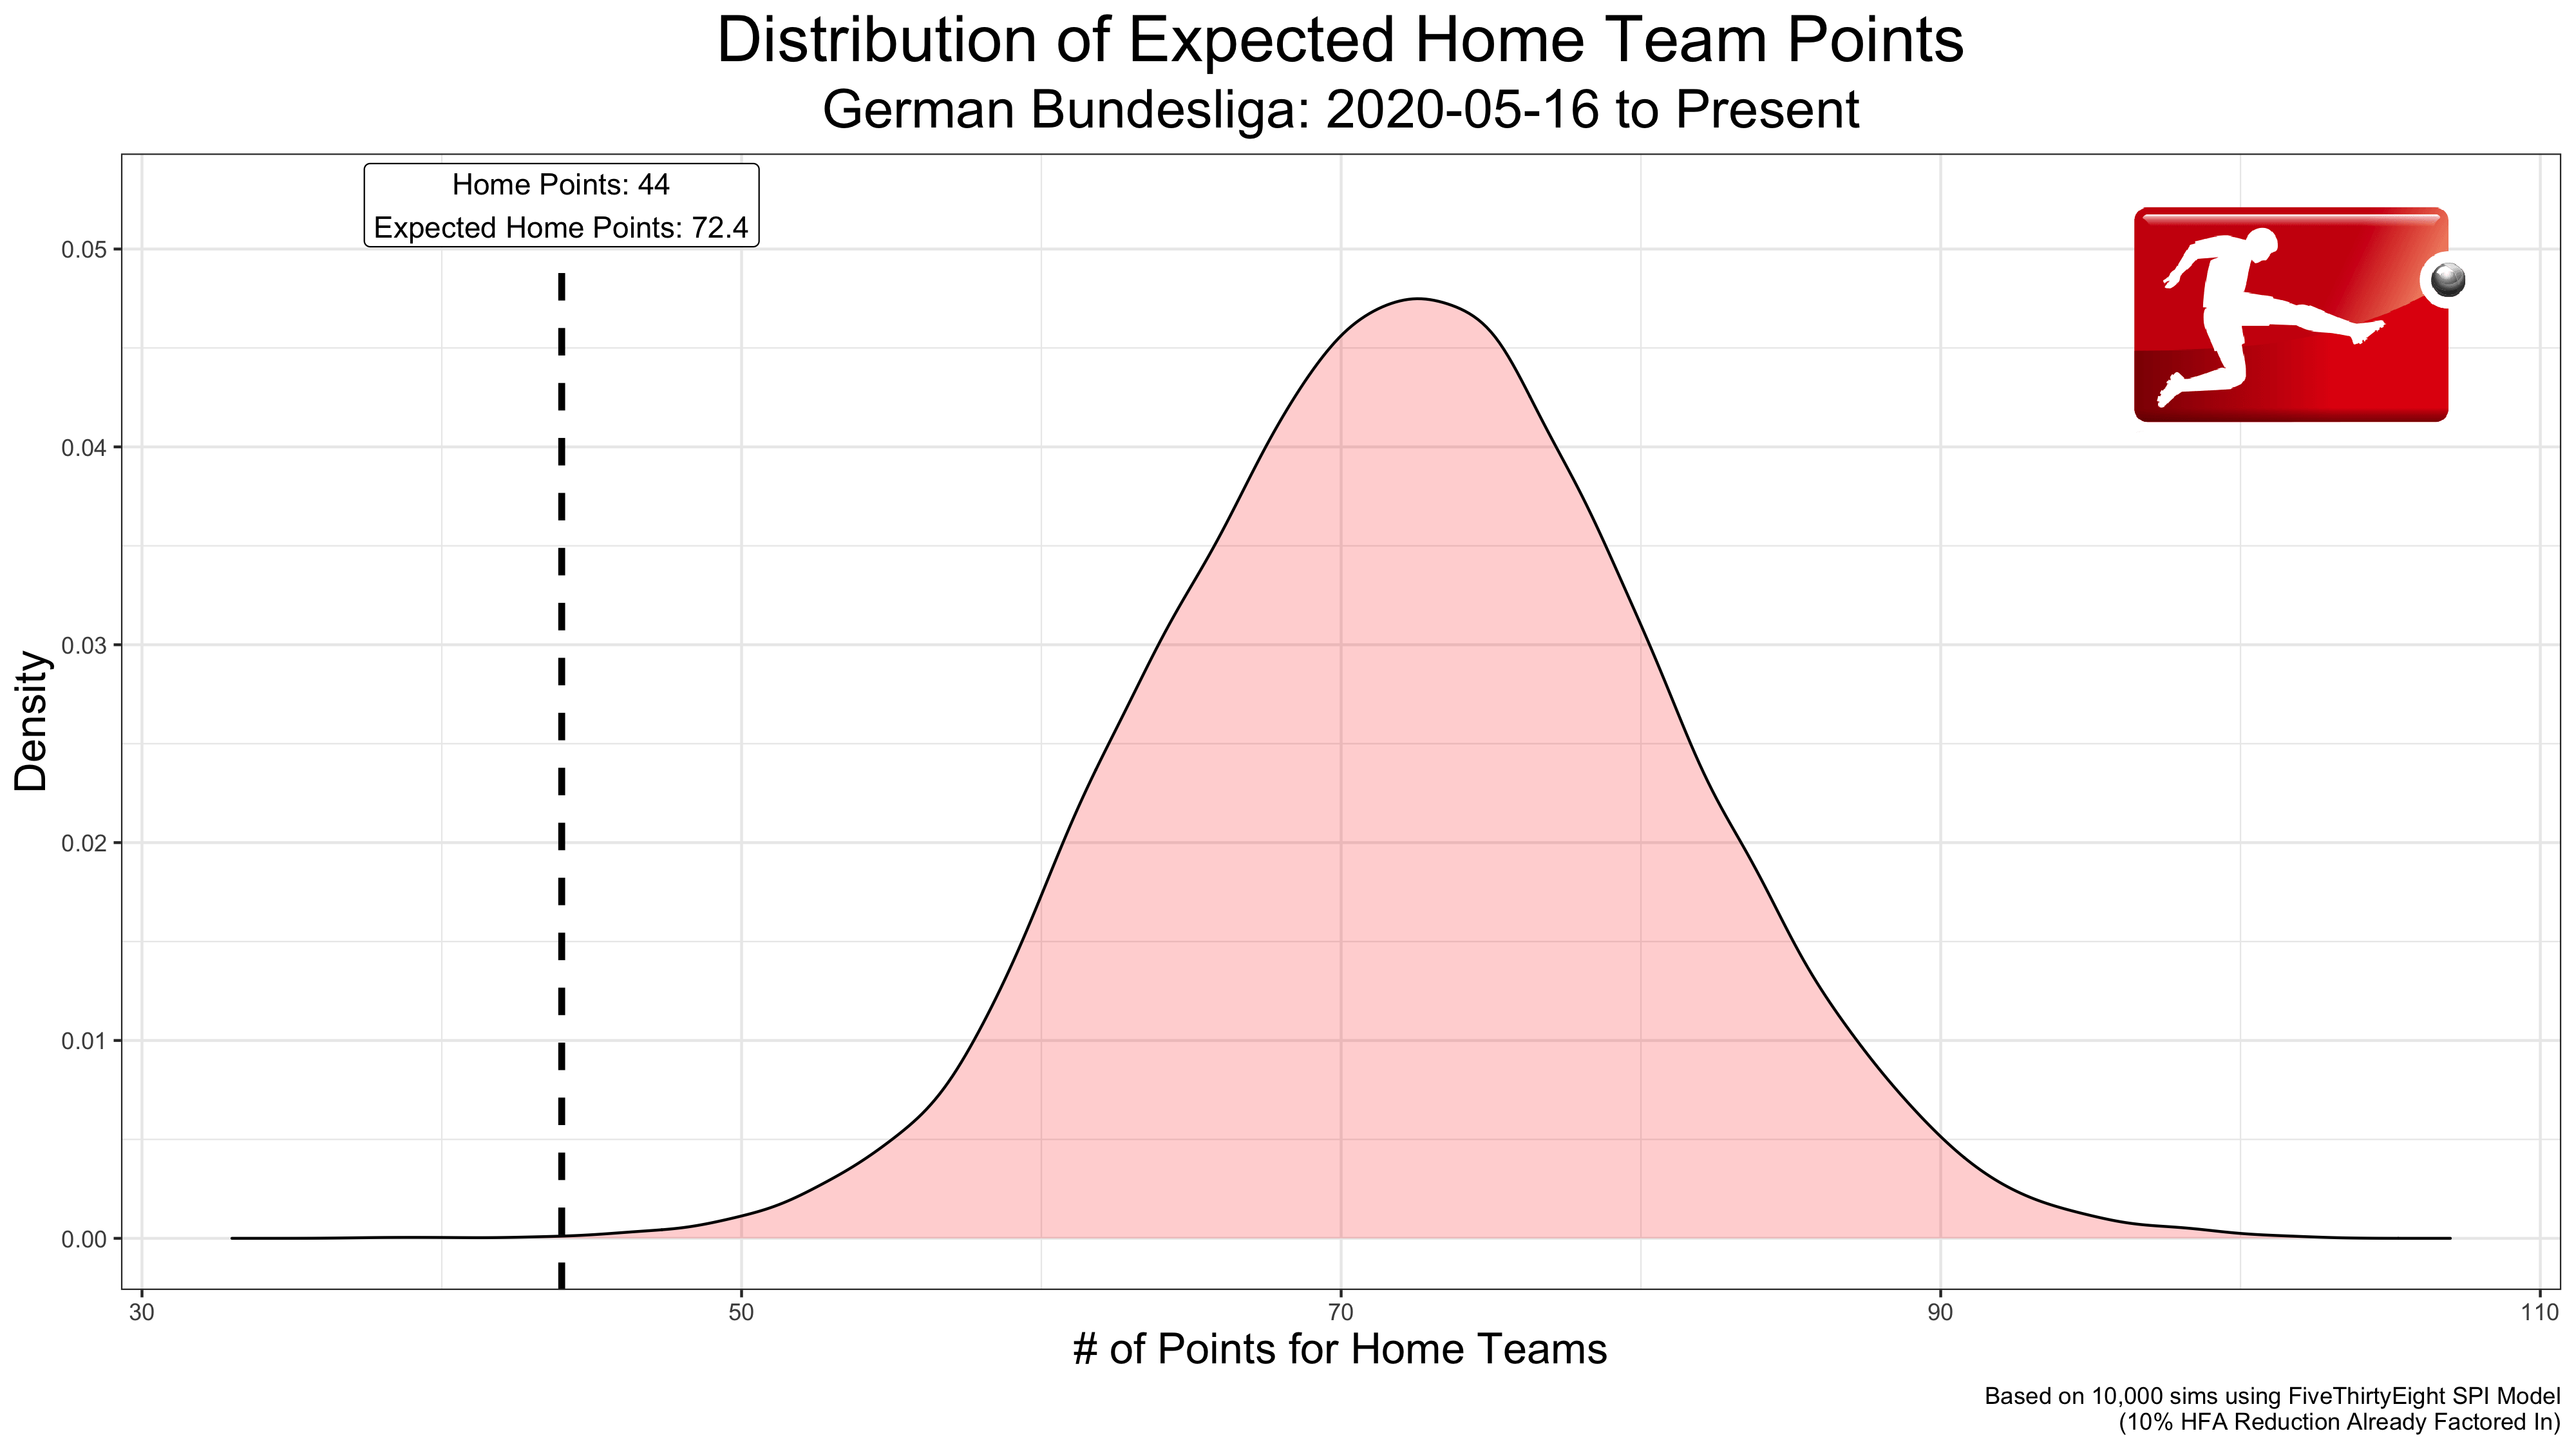 Distribution of Expected Home Team Points
German Bundesliga: 2020-05-16 to Present
Home Points: 44
Expected Home Points: 72.4
0.05
0.04
0.03
0.02
0.01
0.00
Density
30 50 70 90 110
# of Points for Home Teams
Based on 10,000 sims using FiveThirtyEight SPI Model
(10% HFA Reduction Already Factored In)